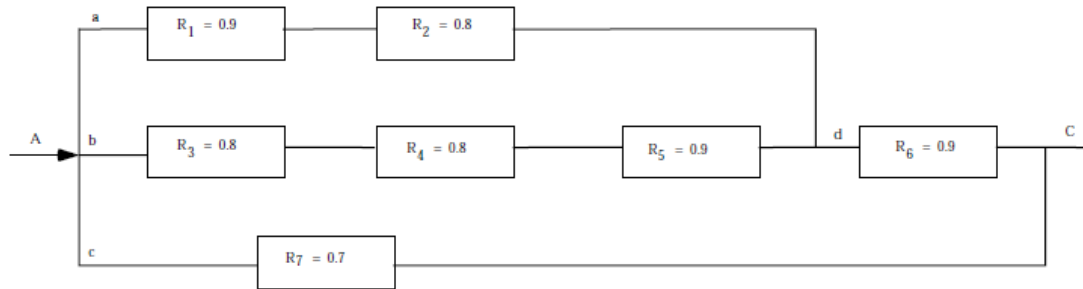 a
R1 = 0.9
R2 = 0.8
A
b
R3 = 0.8
R4 = 0.8
R5 = 0.9
d
R6 = 0.9
C
c
R7 = 0.7